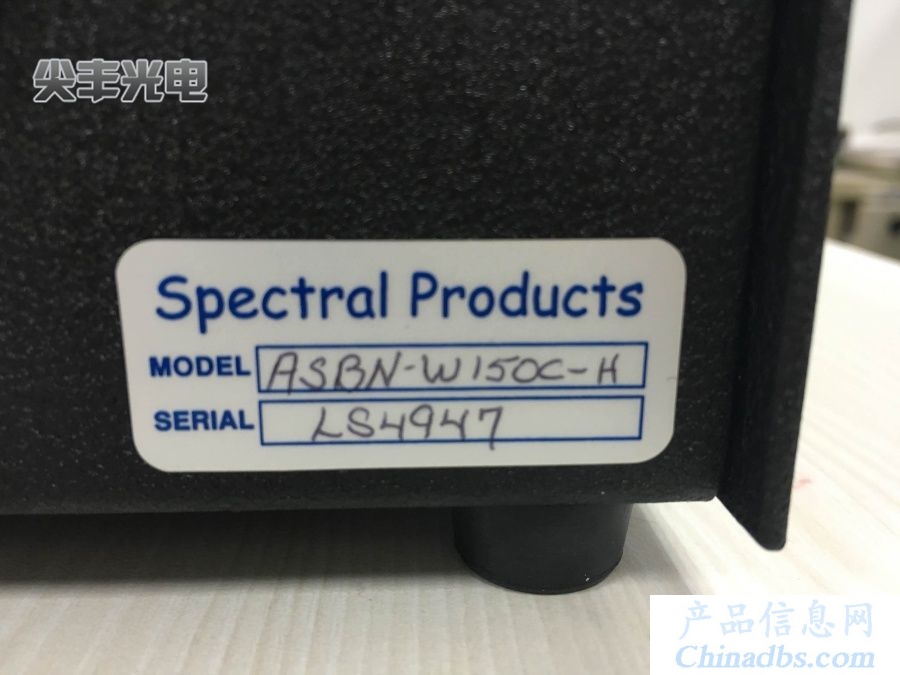 尖丰光电
Spectral Products
MODEL ASBN-W150C-H
SERIAL LS4947
产品信息网
Chinadbs.com